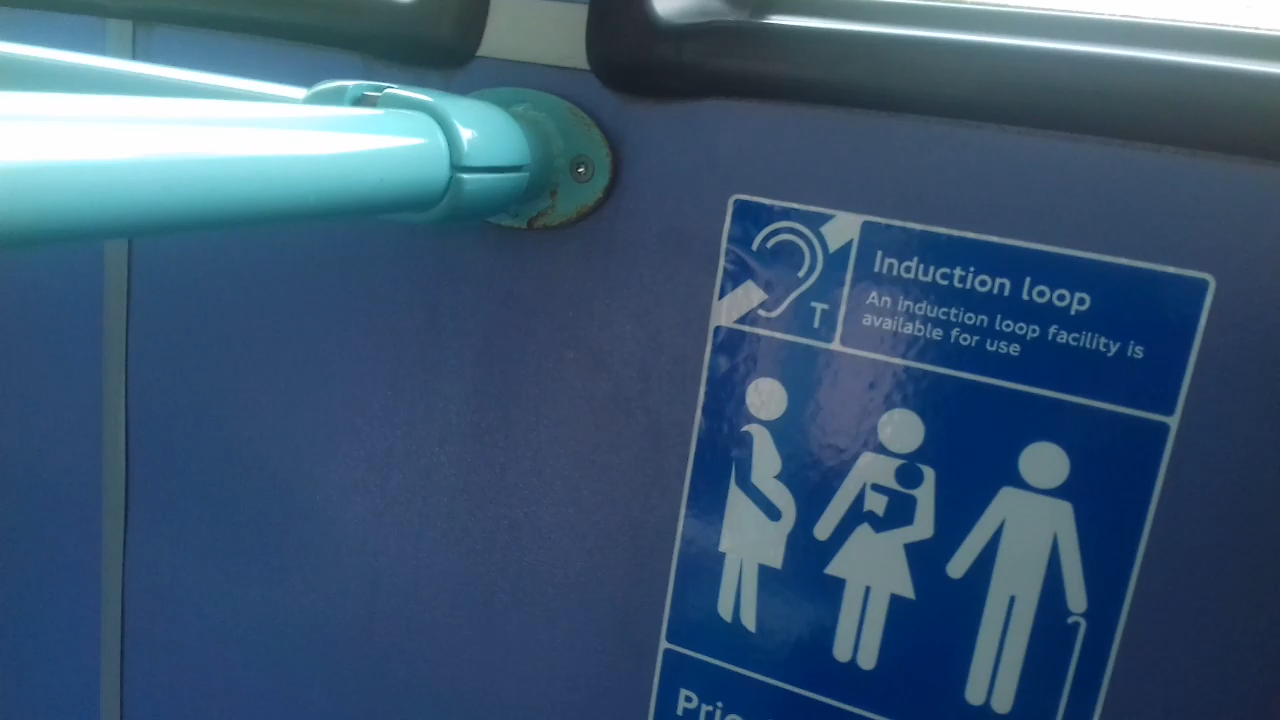 T
Induction loop
An induction loop facility is
available for use